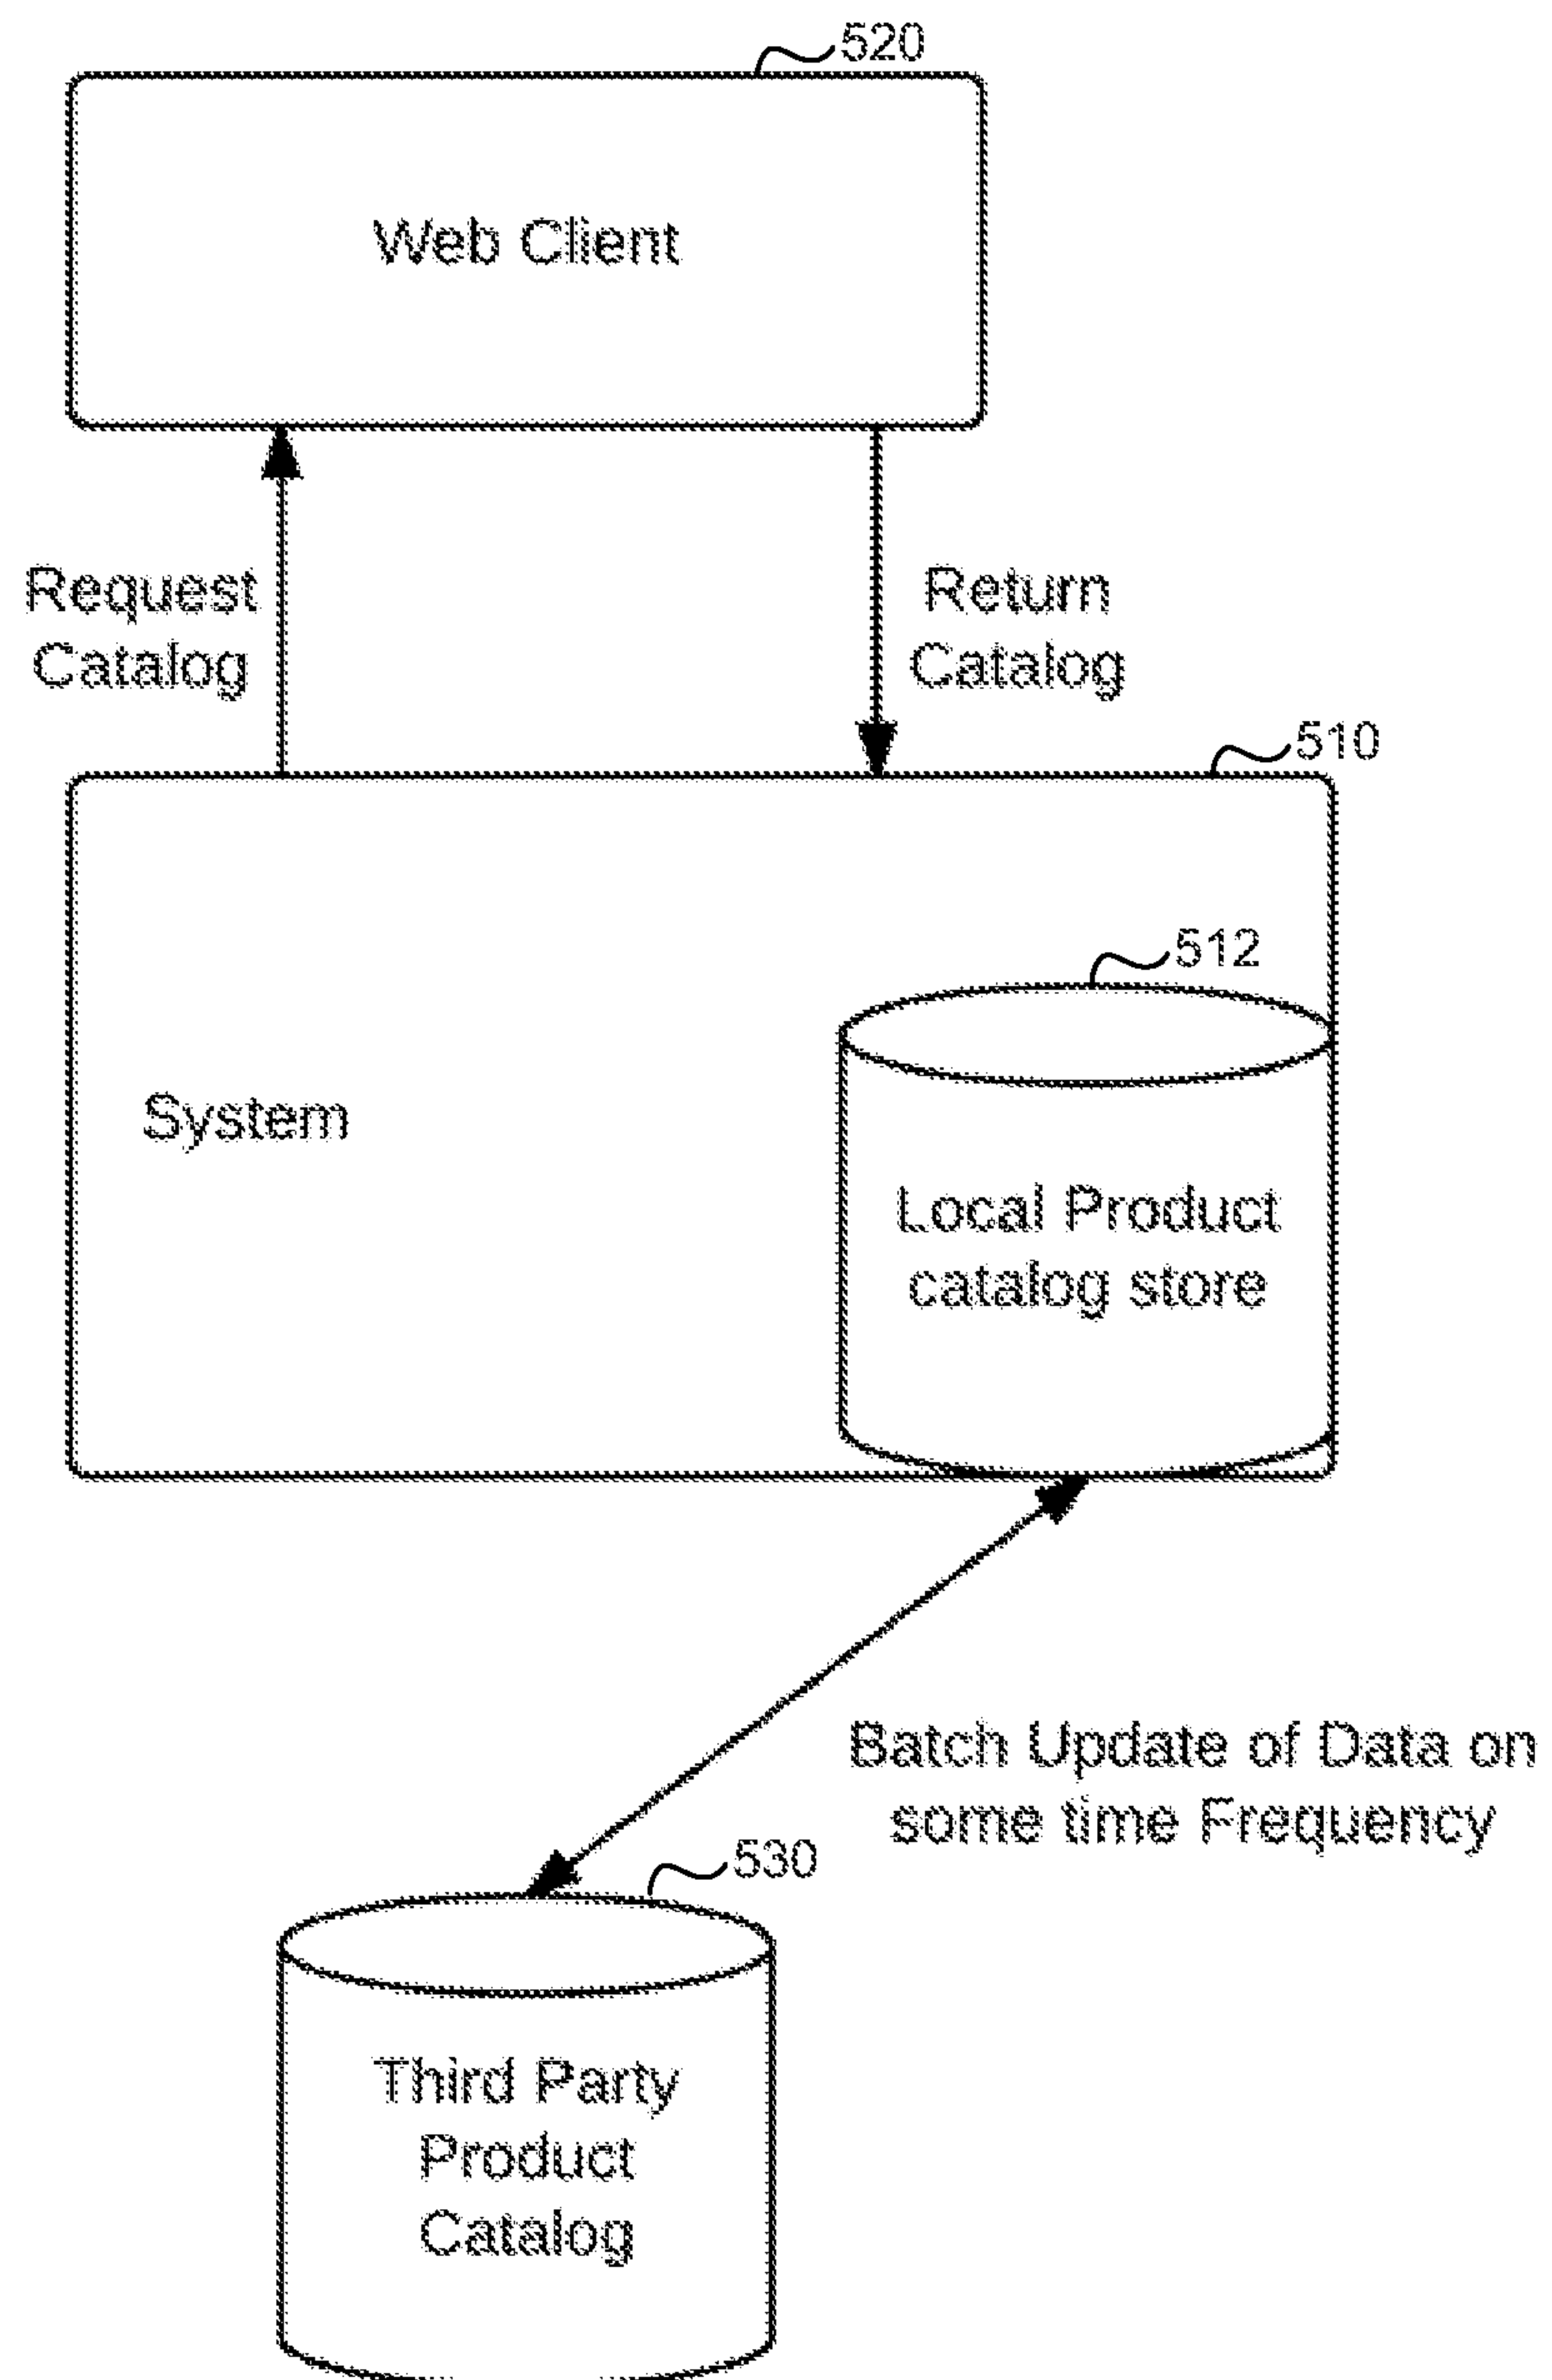 520
Web Client
Request
Catalog
Return
Catalog
510
512
System
Local Product
catalog store
Batch Update of Data on
some time Frequency
530
Third Party
Product
Catalog